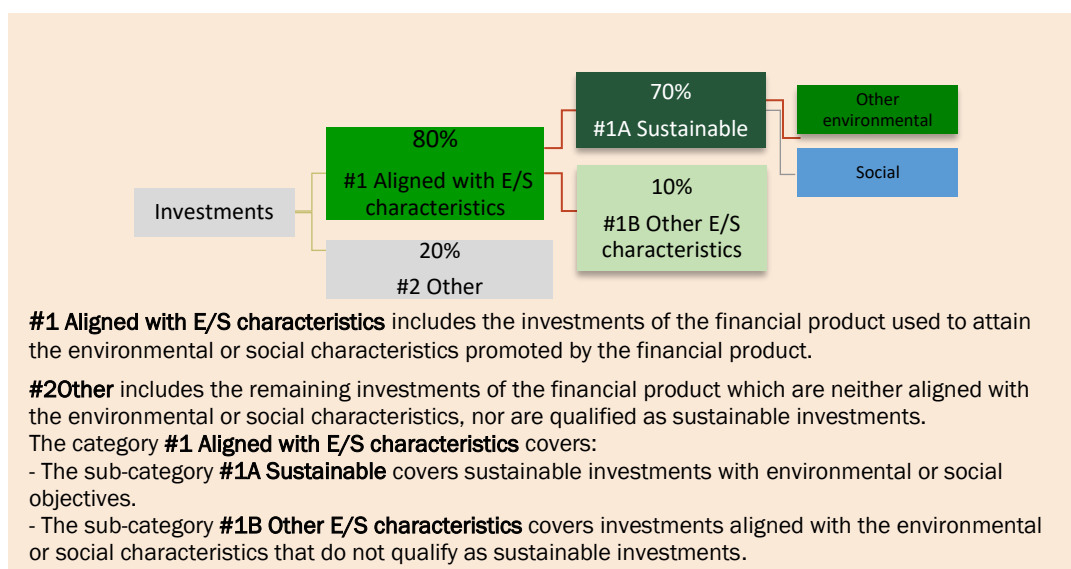 70%
#1A Sustainable
Other
environmental
80%
#1 Aligned with E/S
characteristics
Social
10%
#1B Other E/S
characteristics
Investments
20%
#2 Other
#1 Aligned with E/S characteristics includes the investments of the financial product used to attain
the environmental or social characteristics promoted by the financial product.
#2Other includes the remaining investments of the financial product which are neither aligned with
the environmental or social characteristics, nor are qualified as sustainable investments.
The category #1 Aligned with E/S characteristics covers:
- The sub-category #1A Sustainable covers sustainable investments with environmental or social
objectives.
- The sub-category #1B Other E/S characteristics covers investments aligned with the environmental
or social characteristics that do not qualify as sustainable investments.